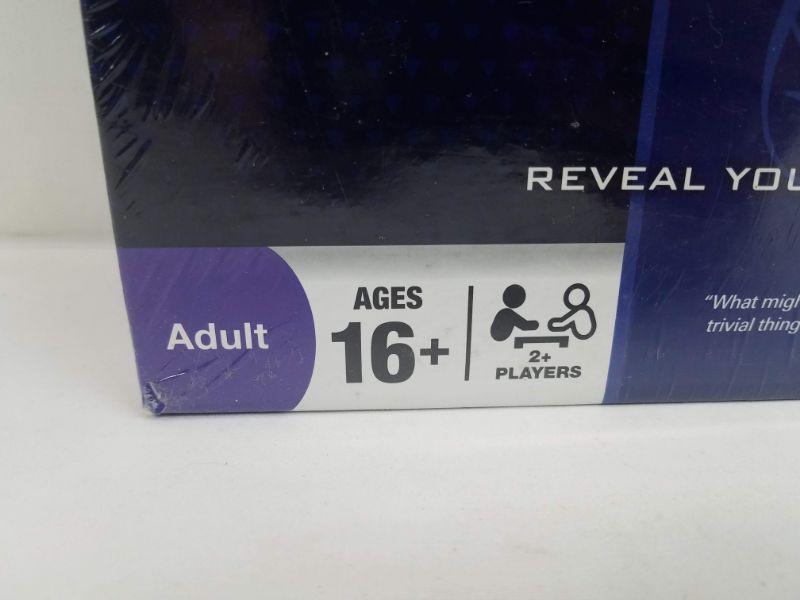 REVEAL YOU
Adult
AGES
16+
2+
PLAYERS
"What migh
trivial thing